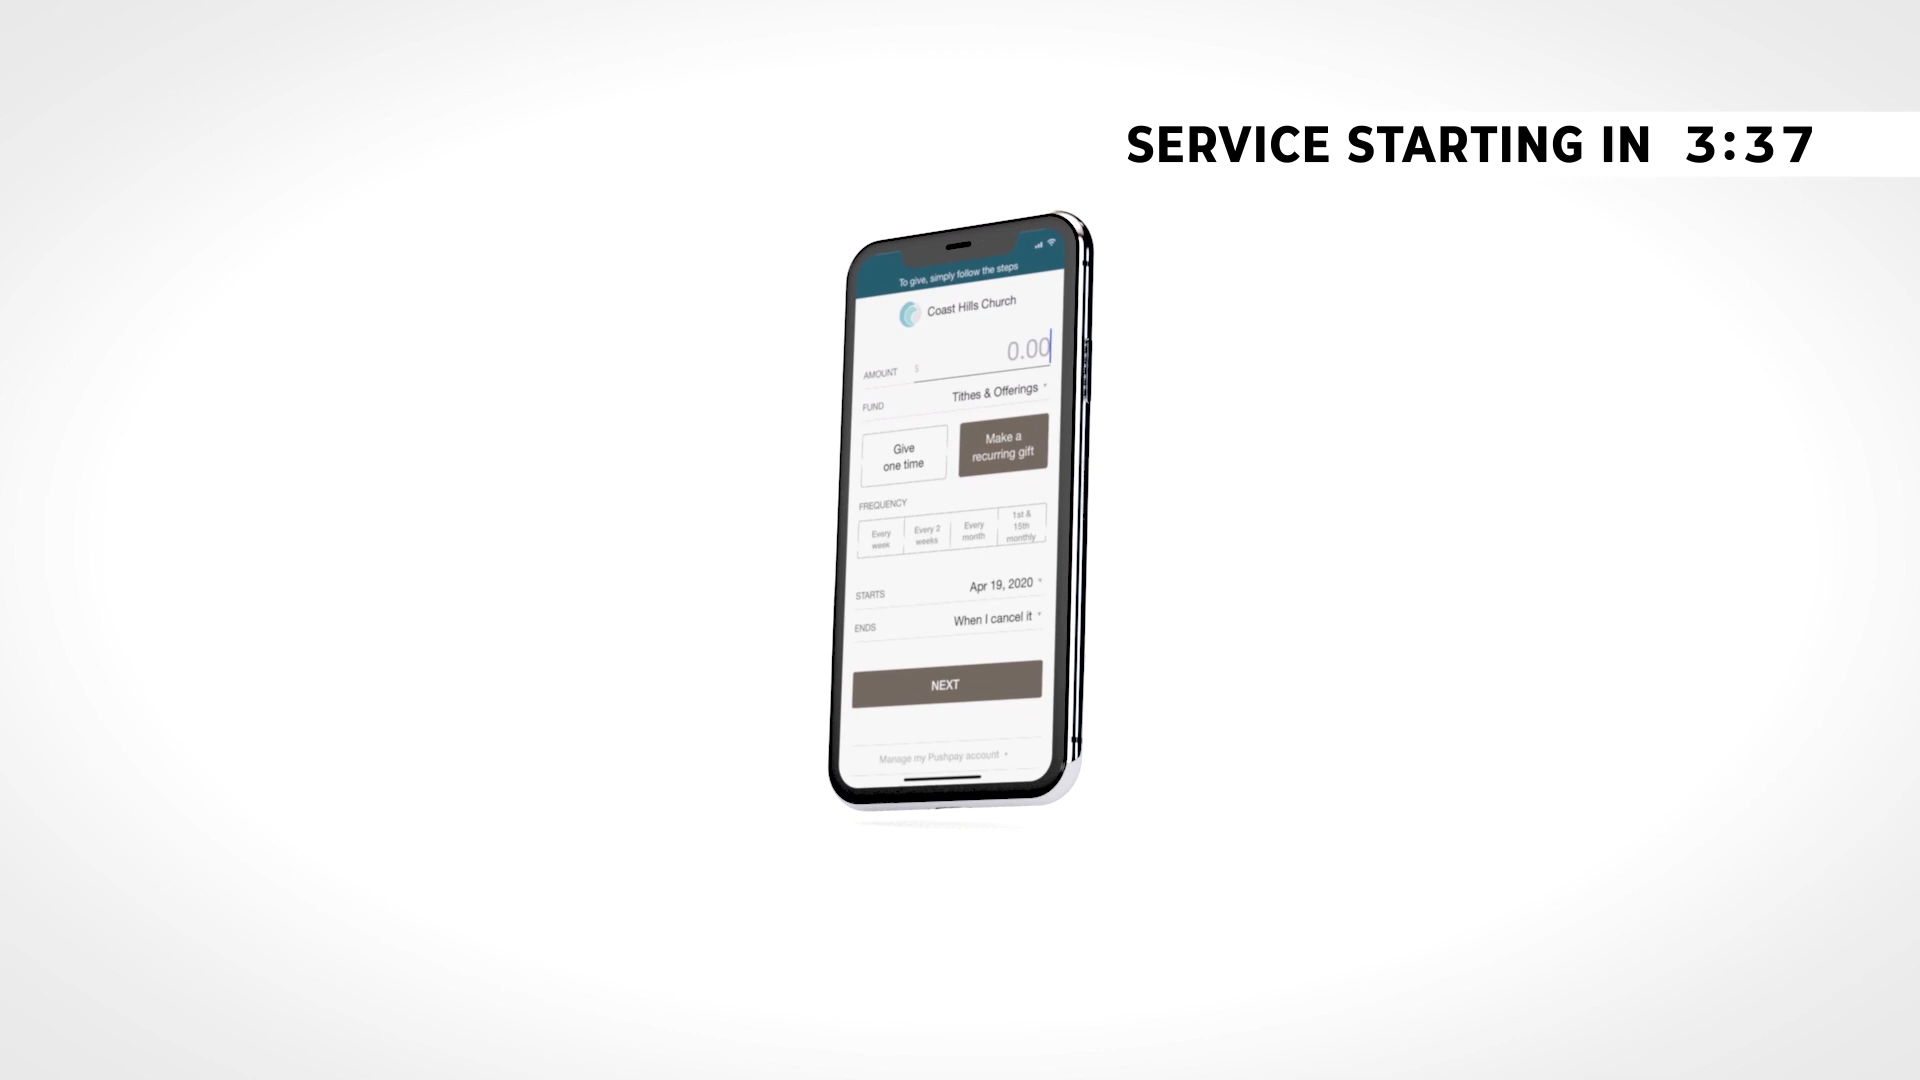 SERVICE STARTING IN 3:37
To give, simply follow the steps
Coast Hills Church
AMOUNT $ 0.00
FUND Tithes & Offerings
Give
one time
Make a
recurring gift
FREQUENCY
Every
week
Every 2
weeks
Every
month
1st &
15th
monthly
STARTS Apr 19, 2020
ENDS When I cancel it
NEXT
Manage my Pushpay account